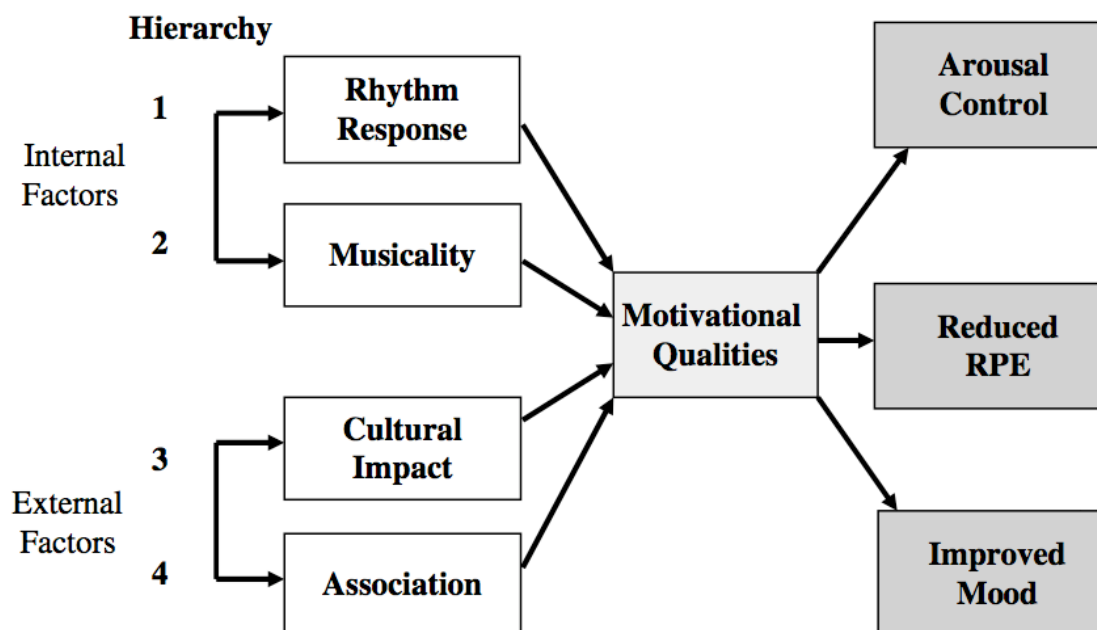 Hierarchy
1
Internal
Factors
2
3
External
Factors
4
Rhythm
Response
Musicality
Cultural
Impact
Association
Motivational
Qualities
Arousal
Control
Reduced
RPE
Improved
Mood